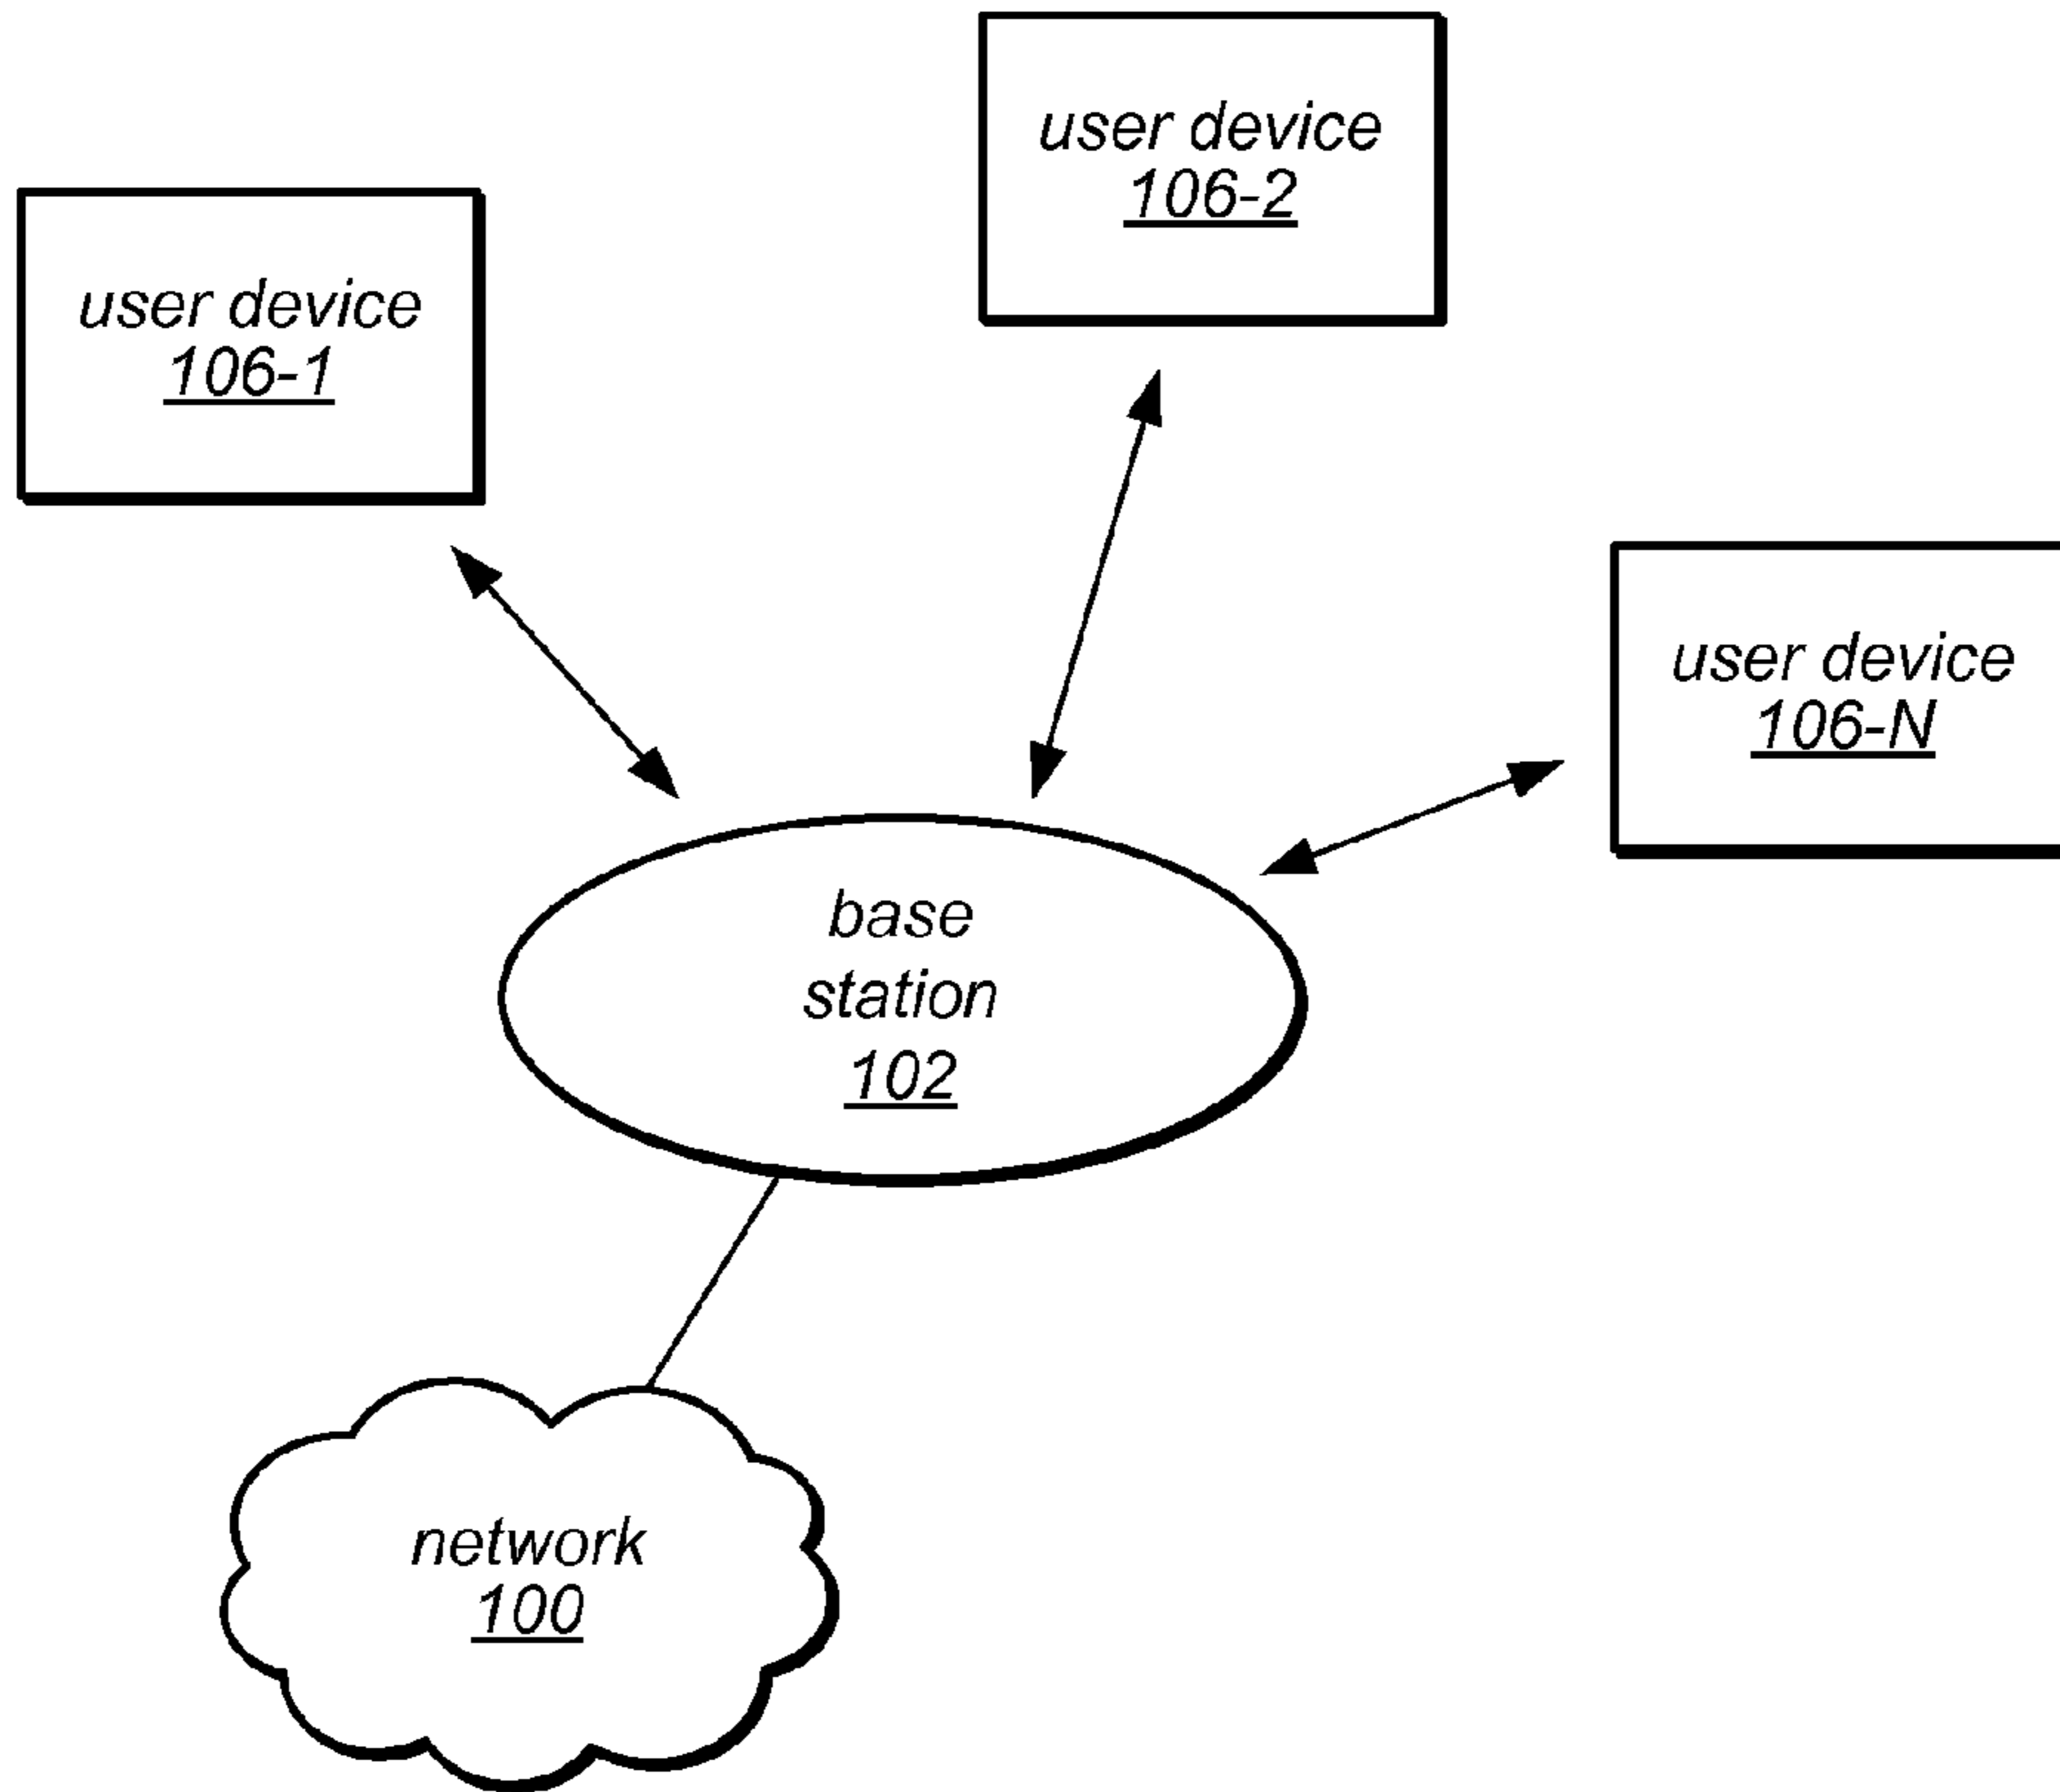 user device
106-2
user device
106-1
user device
106-N
base
station
102
network
100